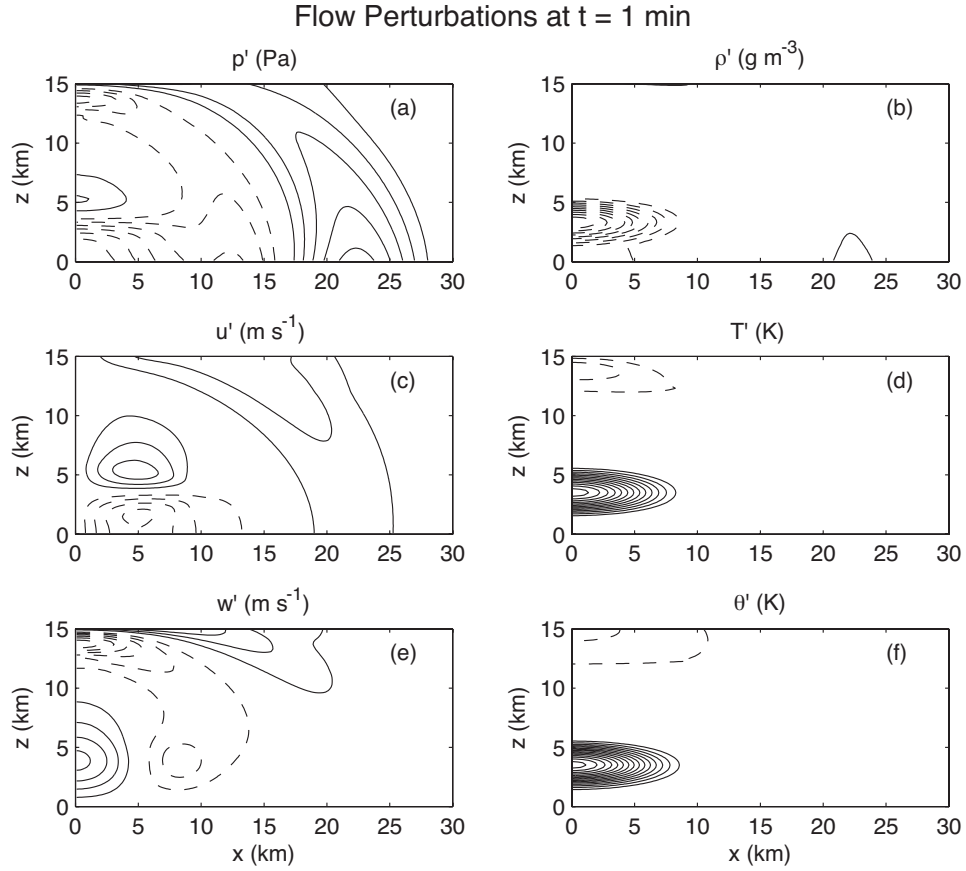 Flow Perturbations at t = 1 min
p' (Pa)
ρ' (g m⁻³)
15
10
5
0
z (km)
(a)
0 5 10 15 20 25 30
15
10
5
0
z (km)
(b)
0 5 10 15 20 25 30
u' (m s⁻¹)
T' (K)
15
10
5
0
z (km)
(c)
0 5 10 15 20 25 30
15
10
5
0
z (km)
(d)
0 5 10 15 20 25 30
w' (m s⁻¹)
θ' (K)
15
10
5
0
z (km)
(e)
0 5 10 15 20 25 30
x (km)
15
10
5
0
z (km)
(f)
0 5 10 15 20 25 30
x (km)